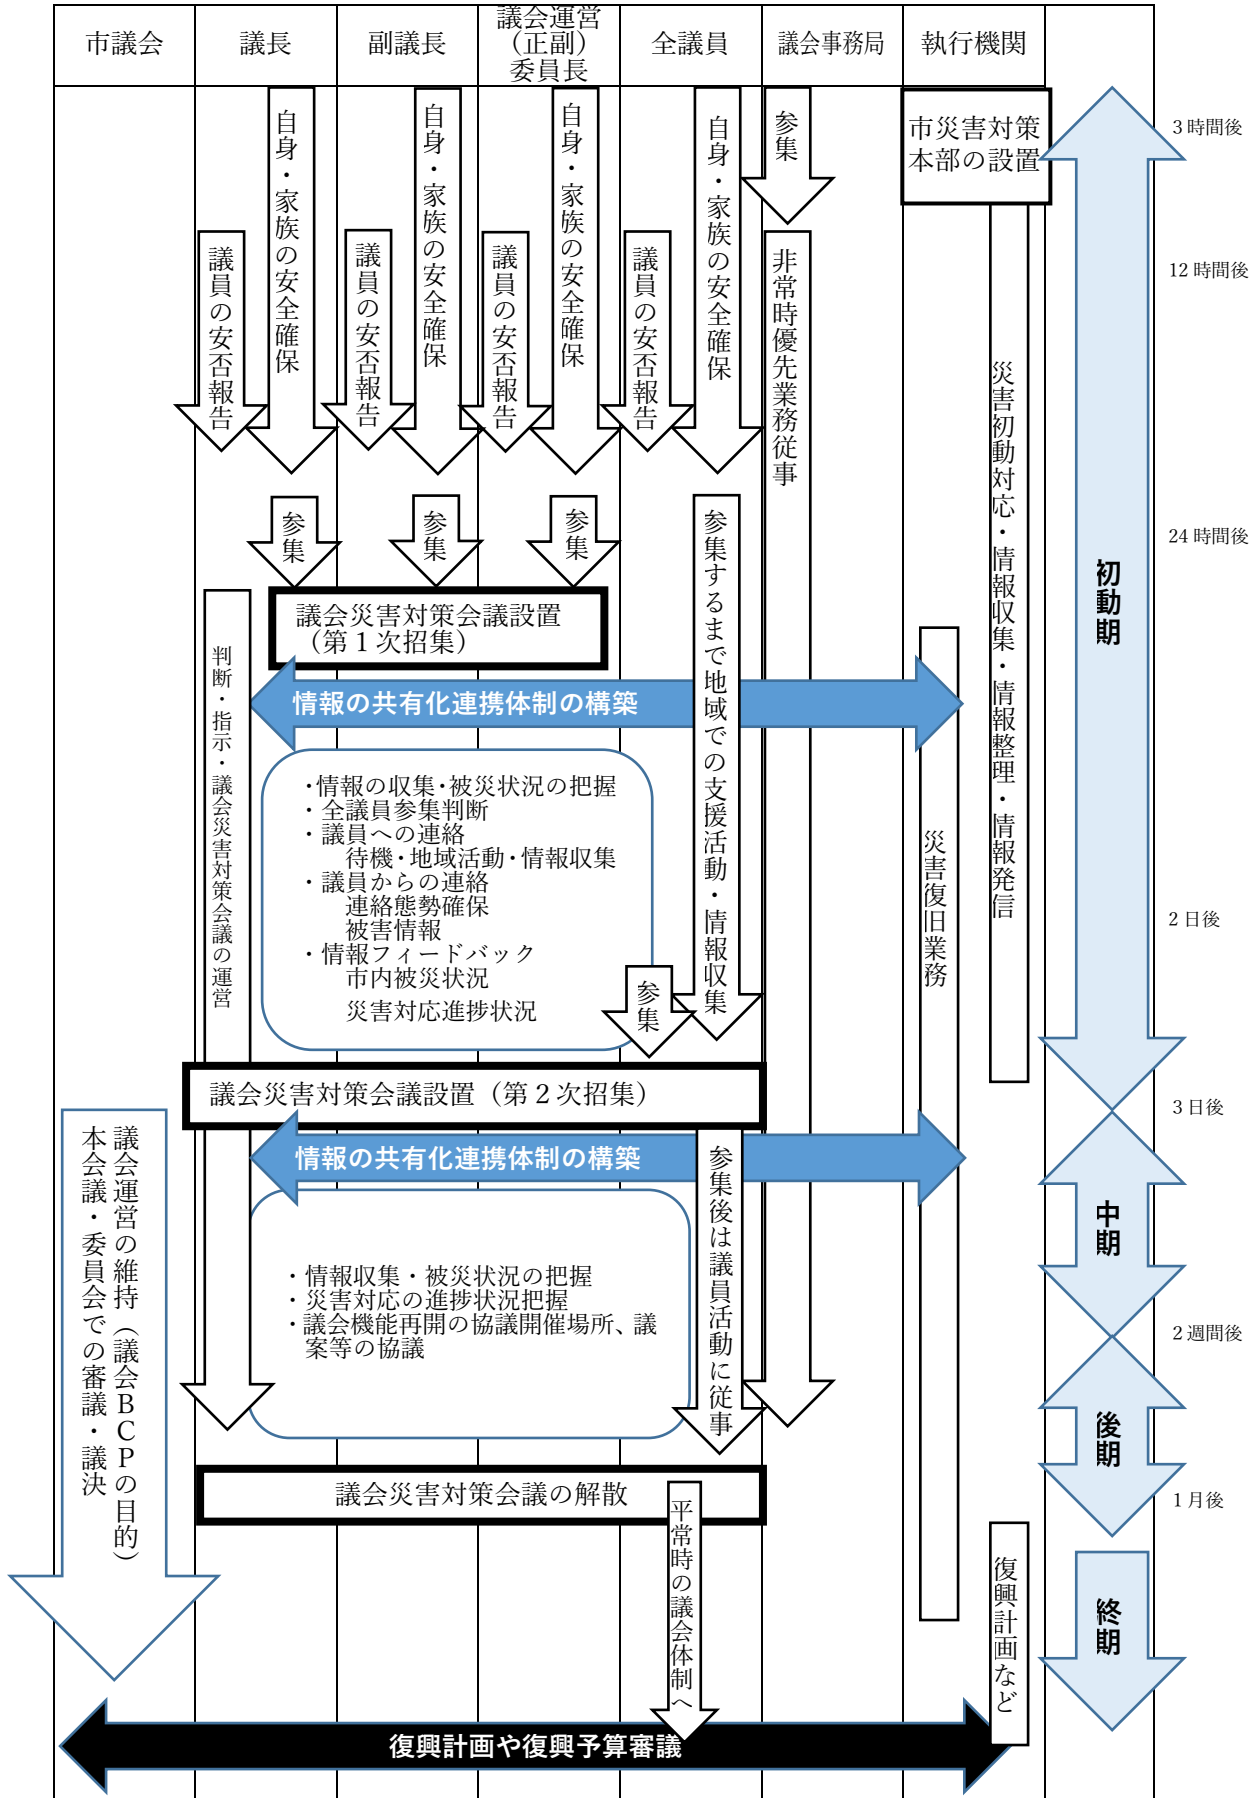 市議会
議長
副議長
議会運営
（正副）
委員長
全議員
議会事務局
執行機関
自身・家族の安全確保
自身・家族の安全確保
自身・家族の安全確保
自身・家族の安全確保
参集
市災害対策
本部の設置
3時間後
議員の安否報告
議員の安否報告
議員の安否報告
議員の安否報告
非常時優先業務従事
12時間後
災害初動対応・情報収集・情報整理・情報発信
参集
参集
参集
参集するまで地域での支援活動・情報収集
24時間後
初動期
議会災害対策会議設置
（第１次招集）
判断・指示・議会災害対策会議の運営
情報の共有化連携体制の構築
・情報の収集・被災状況の把握
・全議員参集判断
・議員への連絡
待機・地域活動・情報収集
・議員からの連絡
連絡態勢確保
被害情報
・情報フィードバック
市内被災状況
災害対応進捗状況
災害復旧業務
2日後
参集
議会災害対策会議設置（第２次招集）
3日後
議会運営の維持（議会ＢＣＰの目的）
本会議・委員会での審議・議決
情報の共有化連携体制の構築
参集後は議員活動に従事
中期
・情報収集・被災状況の把握
・災害対応の進捗状況把握
・議会機能再開の協議開催場所、議
案等の協議
2週間後
後期
議会災害対策会議の解散
1月後
平常時の議会体制へ
復興計画など
終期
復興計画や復興予算審議